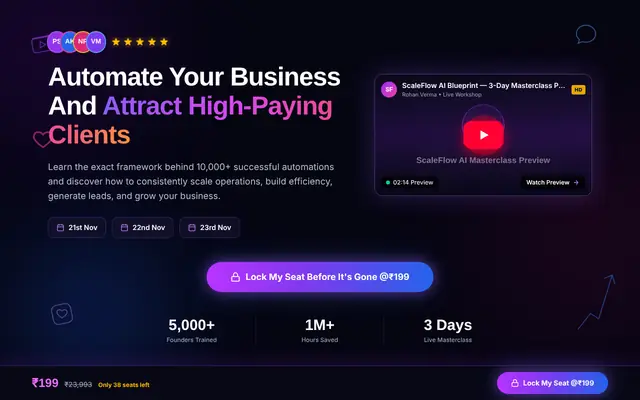 PS AK NR VM
Automate Your Business
And Attract High-Paying
Clients
Learn the exact framework behind 10,000+ successful automations
and discover how to consistently scale operations, build efficiency,
generate leads, and grow your business.
21st Nov 22nd Nov 23rd Nov
SF ScaleFlow AI Blueprint — 3-Day Masterclass P... HD
Rohan Verma • Live Workshop
ScaleFlow AI Masterclass Preview
02:14 Preview Watch Preview →
Lock My Seat Before It's Gone @₹199
5,000+ 1M+ 3 Days
Founders Trained Hours Saved Live Masterclass
₹199 ₹23,993 Only 38 seats left Lock My Seat @₹199